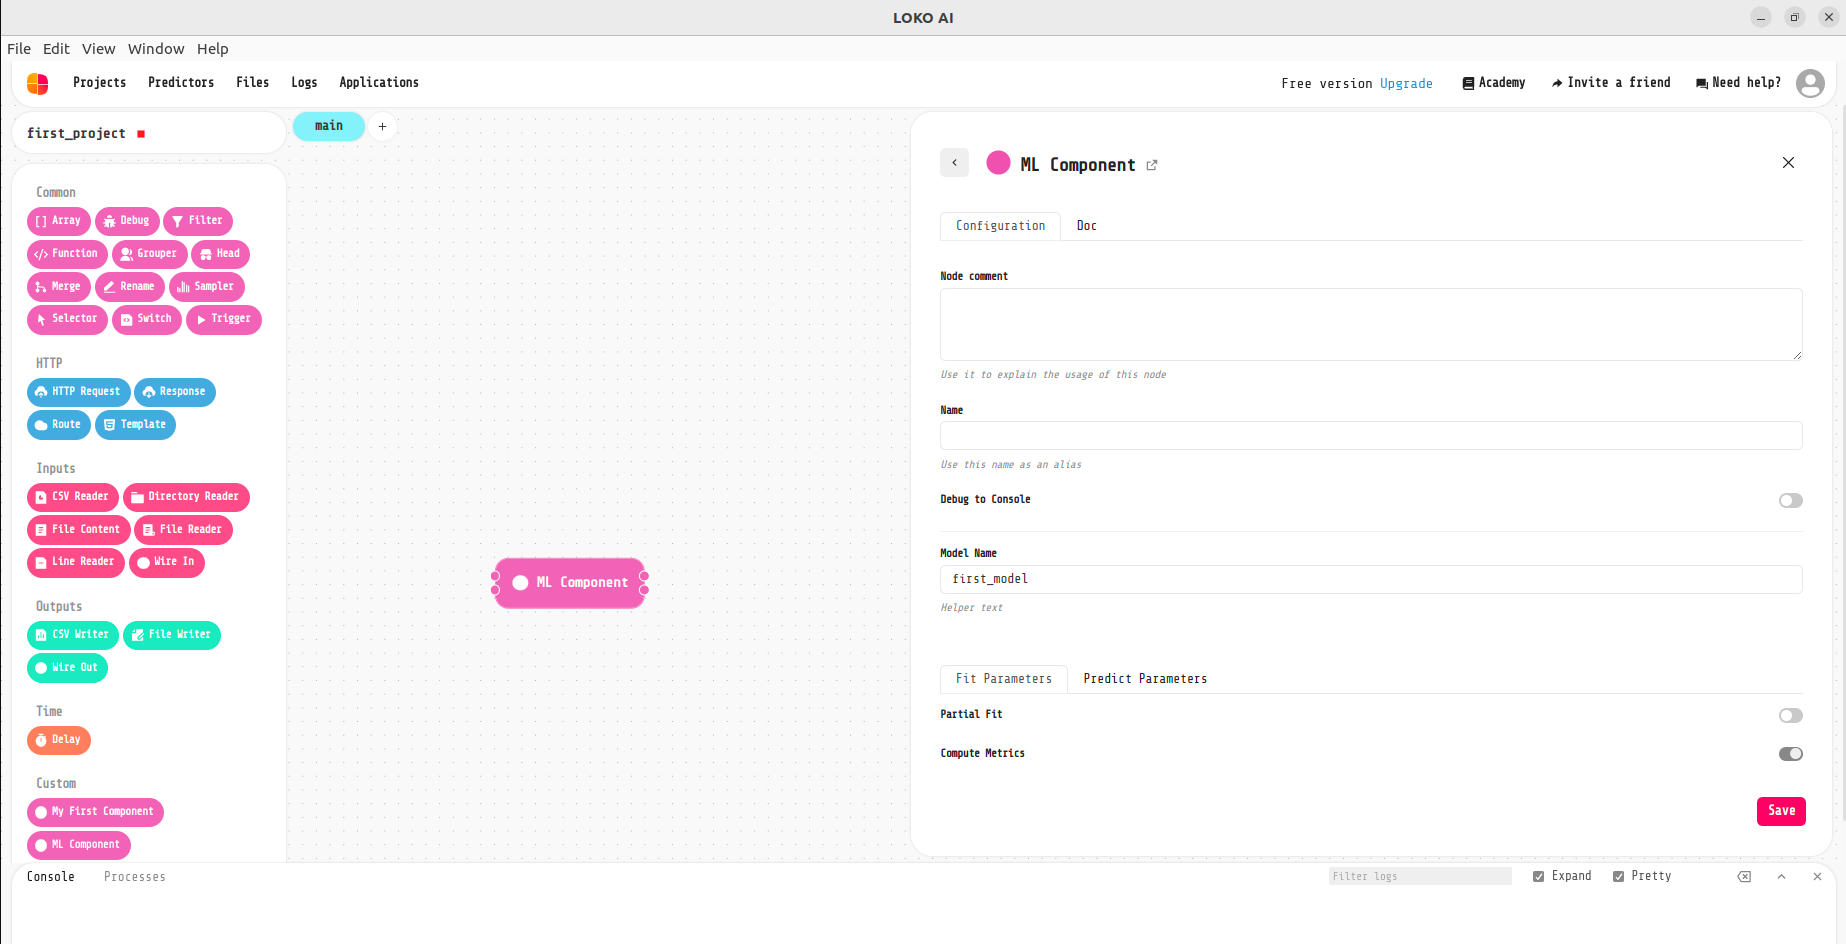 LOKO AI
File Edit View Window Help
Projects Predictors Files Logs Applications
Free version Upgrade Academy Invite a friend Need help?
first_project
main +
Common
Array Debug Filter
Function Grouper Head
Merge Rename Sampler
Selector Switch Trigger
HTTP
HTTP Request Response
Route Template
Inputs
CSV Reader Directory Reader
File Content File Reader
Line Reader Wire In
Outputs
CSV Writer File Writer
Wire Out
Time
Delay
Custom
My First Component
ML Component
ML Component
ML Component
Configuration Doc
Node comment
Use it to explain the usage of this node
Name
Use this name as an alias
Debug to Console
Model Name
first_model
Helper text
Fit Parameters Predict Parameters
Partial Fit
Compute Metrics
Save
Console Processes
Filter logs Expand Pretty